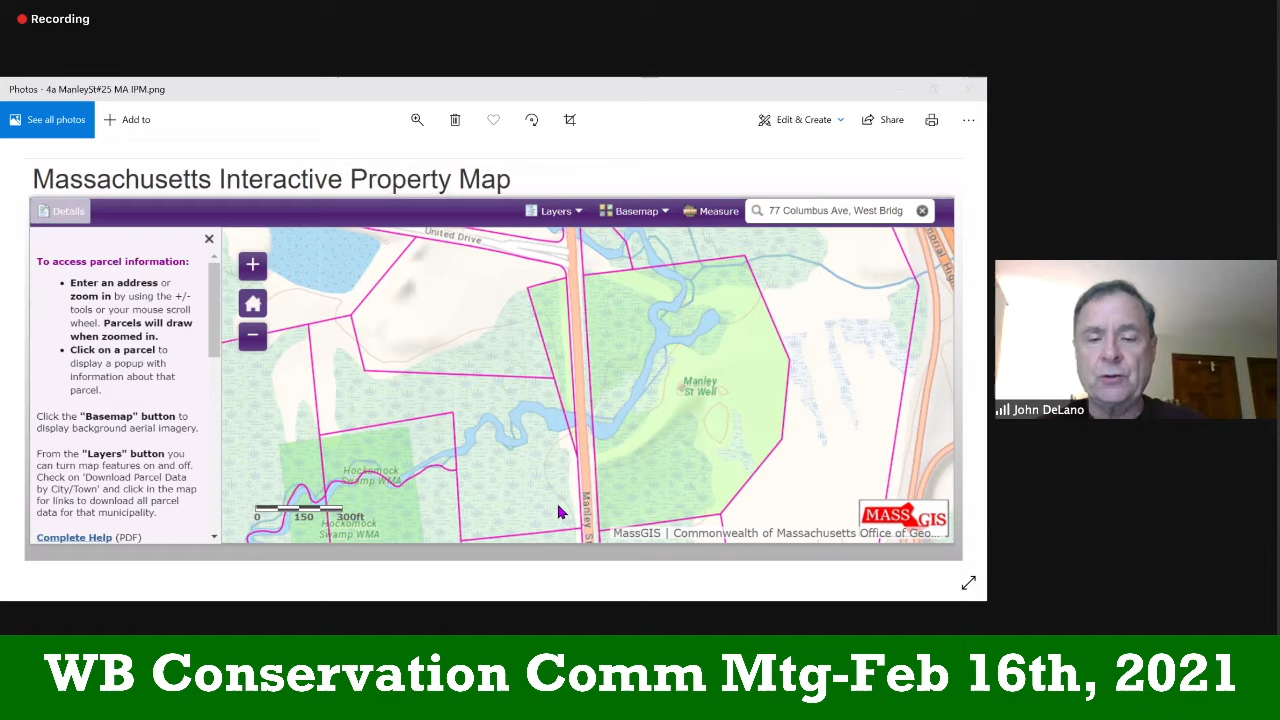 Recording
Photos - 4a ManleySt#25 MA IPM.png
See all photos
Add to
Edit & Create
Share
Massachusetts Interactive Property Map
Details
Layers
Basemap
Measure
77 Columbus Ave, West Bridg
To access parcel information:
Enter an address or
zoom in by using the +/-
tools or your mouse scroll
wheel. Parcels will draw
when zoomed in.
Click on a parcel to
display a popup with
information about that
parcel.
Click the "Basemap" button to
display background aerial imagery.
From the "Layers" button you
can turn map features on and off.
Check on 'Download Parcel Data
by City/Town' and click in the map
for links to download all parcel
data for that municipality.
Complete Help (PDF)
United Drive
orial High
Manley
St Well
Hockomock
Swamp WMA
0 150 300ft
Hockomock
Swamp WMA
Manley St
MASS GIS
MassGIS | Commonwealth of Massachusetts Office of Geo...
John DeLano
WB Conservation Comm Mtg-Feb 16th, 2021